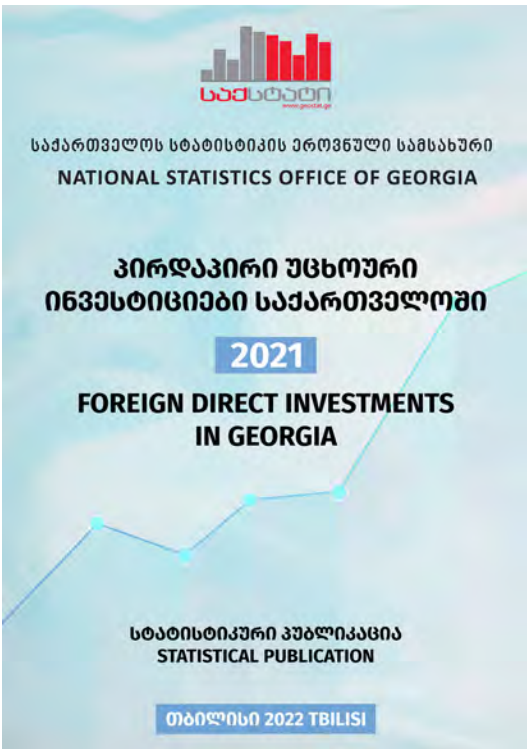 საქსტატი
www.geostat.ge
საქართველოს სტატისტიკის ეროვნული სამსახური
NATIONAL STATISTICS OFFICE OF GEORGIA
პირდაპირი უცხოური
ინვესტიციები საქართველოში
2021
FOREIGN DIRECT INVESTMENTS
IN GEORGIA
სტატისტიკური პუბლიკაცია
STATISTICAL PUBLICATION
თბილისი 2022 TBILISI